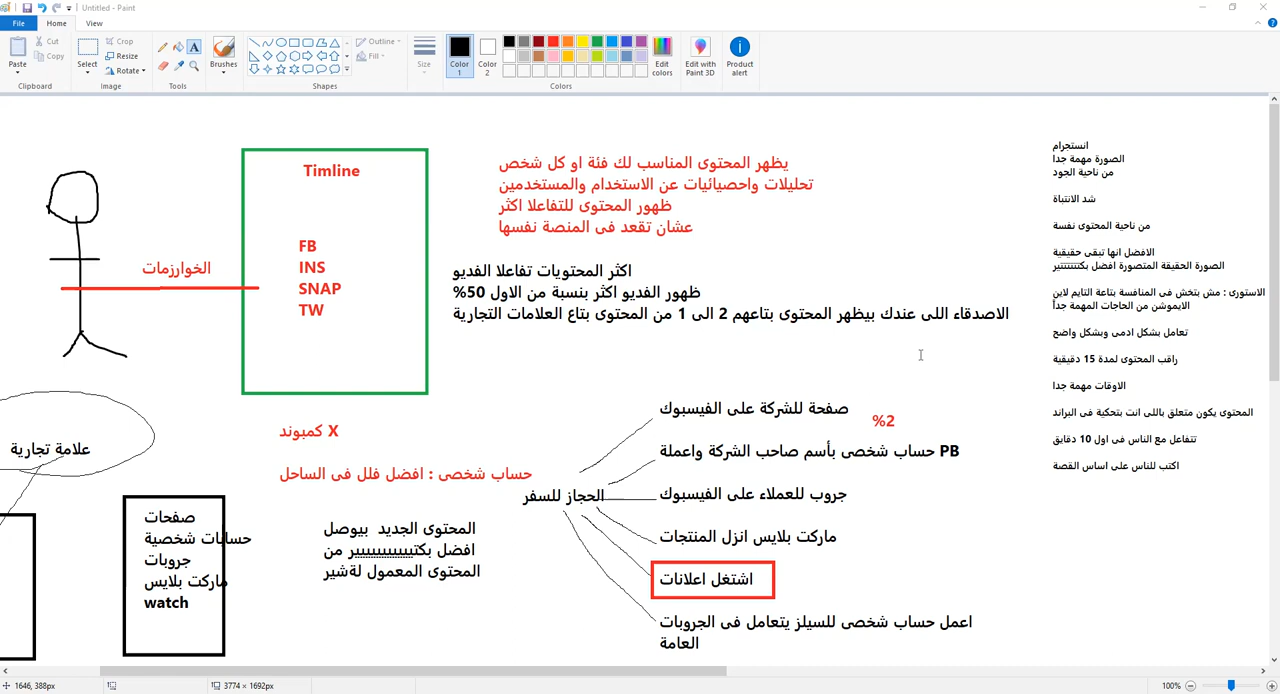 Untitled - Paint
File
Home
View
Paste
Cut
Copy
Clipboard
Select
Crop
Resize
Rotate
Image
Tools
Brushes
Shapes
Outline
Fill
Size
Color 1
Color 2
Colors
Edit colors
Edit with Paint 3D
Product alert
Timline
FB
INS
SNAP
TW
الخوارزمات
يظهر المحتوى المناسب لك فئة او كل شخص
تحليلات واحصيائيات عن الاستخدام والمستخدمين
ظهور المحتوى للتفاعلا اكثر
عشان تقعد فى المنصة نفسها
اكثر المحتويات تفاعلا الفديو
ظهور الفديو اكثر بنسبة من الاول 50%
الاصدقاء اللى عندك بيظهر المحتوى بتاعهم 2 الى 1 من المحتوى بتاع العلامات التجارية
انستجرام
الصورة مهمة جدا
من ناحية الجود
شد الانتباة
من ناحية المحتوى نفسة
الافضل انها تبقى حقيقية
الصورة الحقيقة المتصورة افضل بكتتتتتتير
الاستورى : مش بتخش فى المنافسة بتاعة التايم لاين
الايموشن من الحاجات المهمة جداً
تعامل بشكل ادمى وبشكل واضح
راقب المحتوى لمدة 15 دقيقية
الاوقات مهمة جدا
المحتوى يكون متعلق باللى انت بتحكية فى البراند
تتفاعل مع الناس فى اول 10 دقايق
اكتب للناس على اساس القصة
علامة تجارية
صفحات
حسابات شخصية
جروبات
ماركت بلايس
watch
X كمبوند
حساب شخصى : افضل فلل فى الساحل
المحتوى الجديد بيوصل
افضل بكتييييييييييير من
المحتوى المعمول لةشير
الحجاز للسفر
صفحة للشركة على الفيسبوك
%2
حساب شخصى بأسم صاحب الشركة واعملة PB
جروب للعملاء على الفيسبوك
ماركت بلايس انزل المنتجات
اشتغل اعلانات
اعمل حساب شخصى للسيلز يتعامل فى الجروبات
العامة
1646, 388px
3774 × 1692px
100%